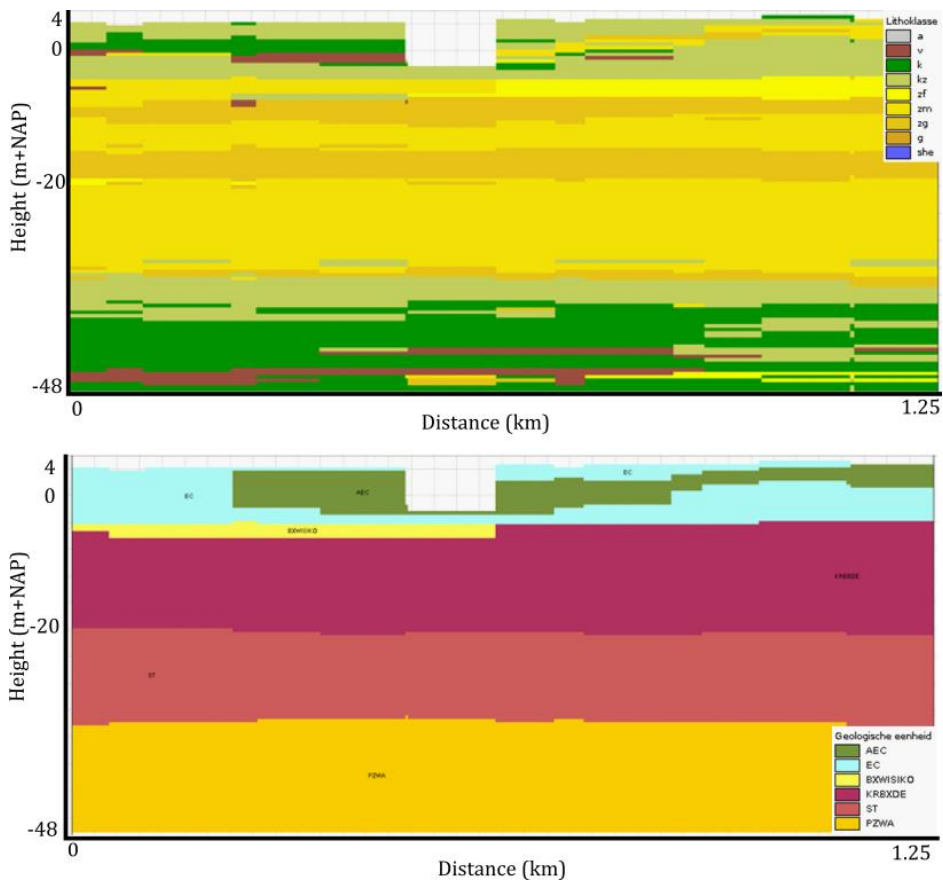 4
0
-20
-48
Height (m+NAP)
0
1.25
Distance (km)
Lithoklasse
a
v
k
kz
zf
zm
zg
g
she
4
0
-20
-48
Height (m+NAP)
EC
AEC
EC
BXWISIKO
KRBXDE
ST
PZWA
0
1.25
Distance (km)
Geologische eenheid
AEC
EC
BXWISIKO
KRBXDE
ST
PZWA